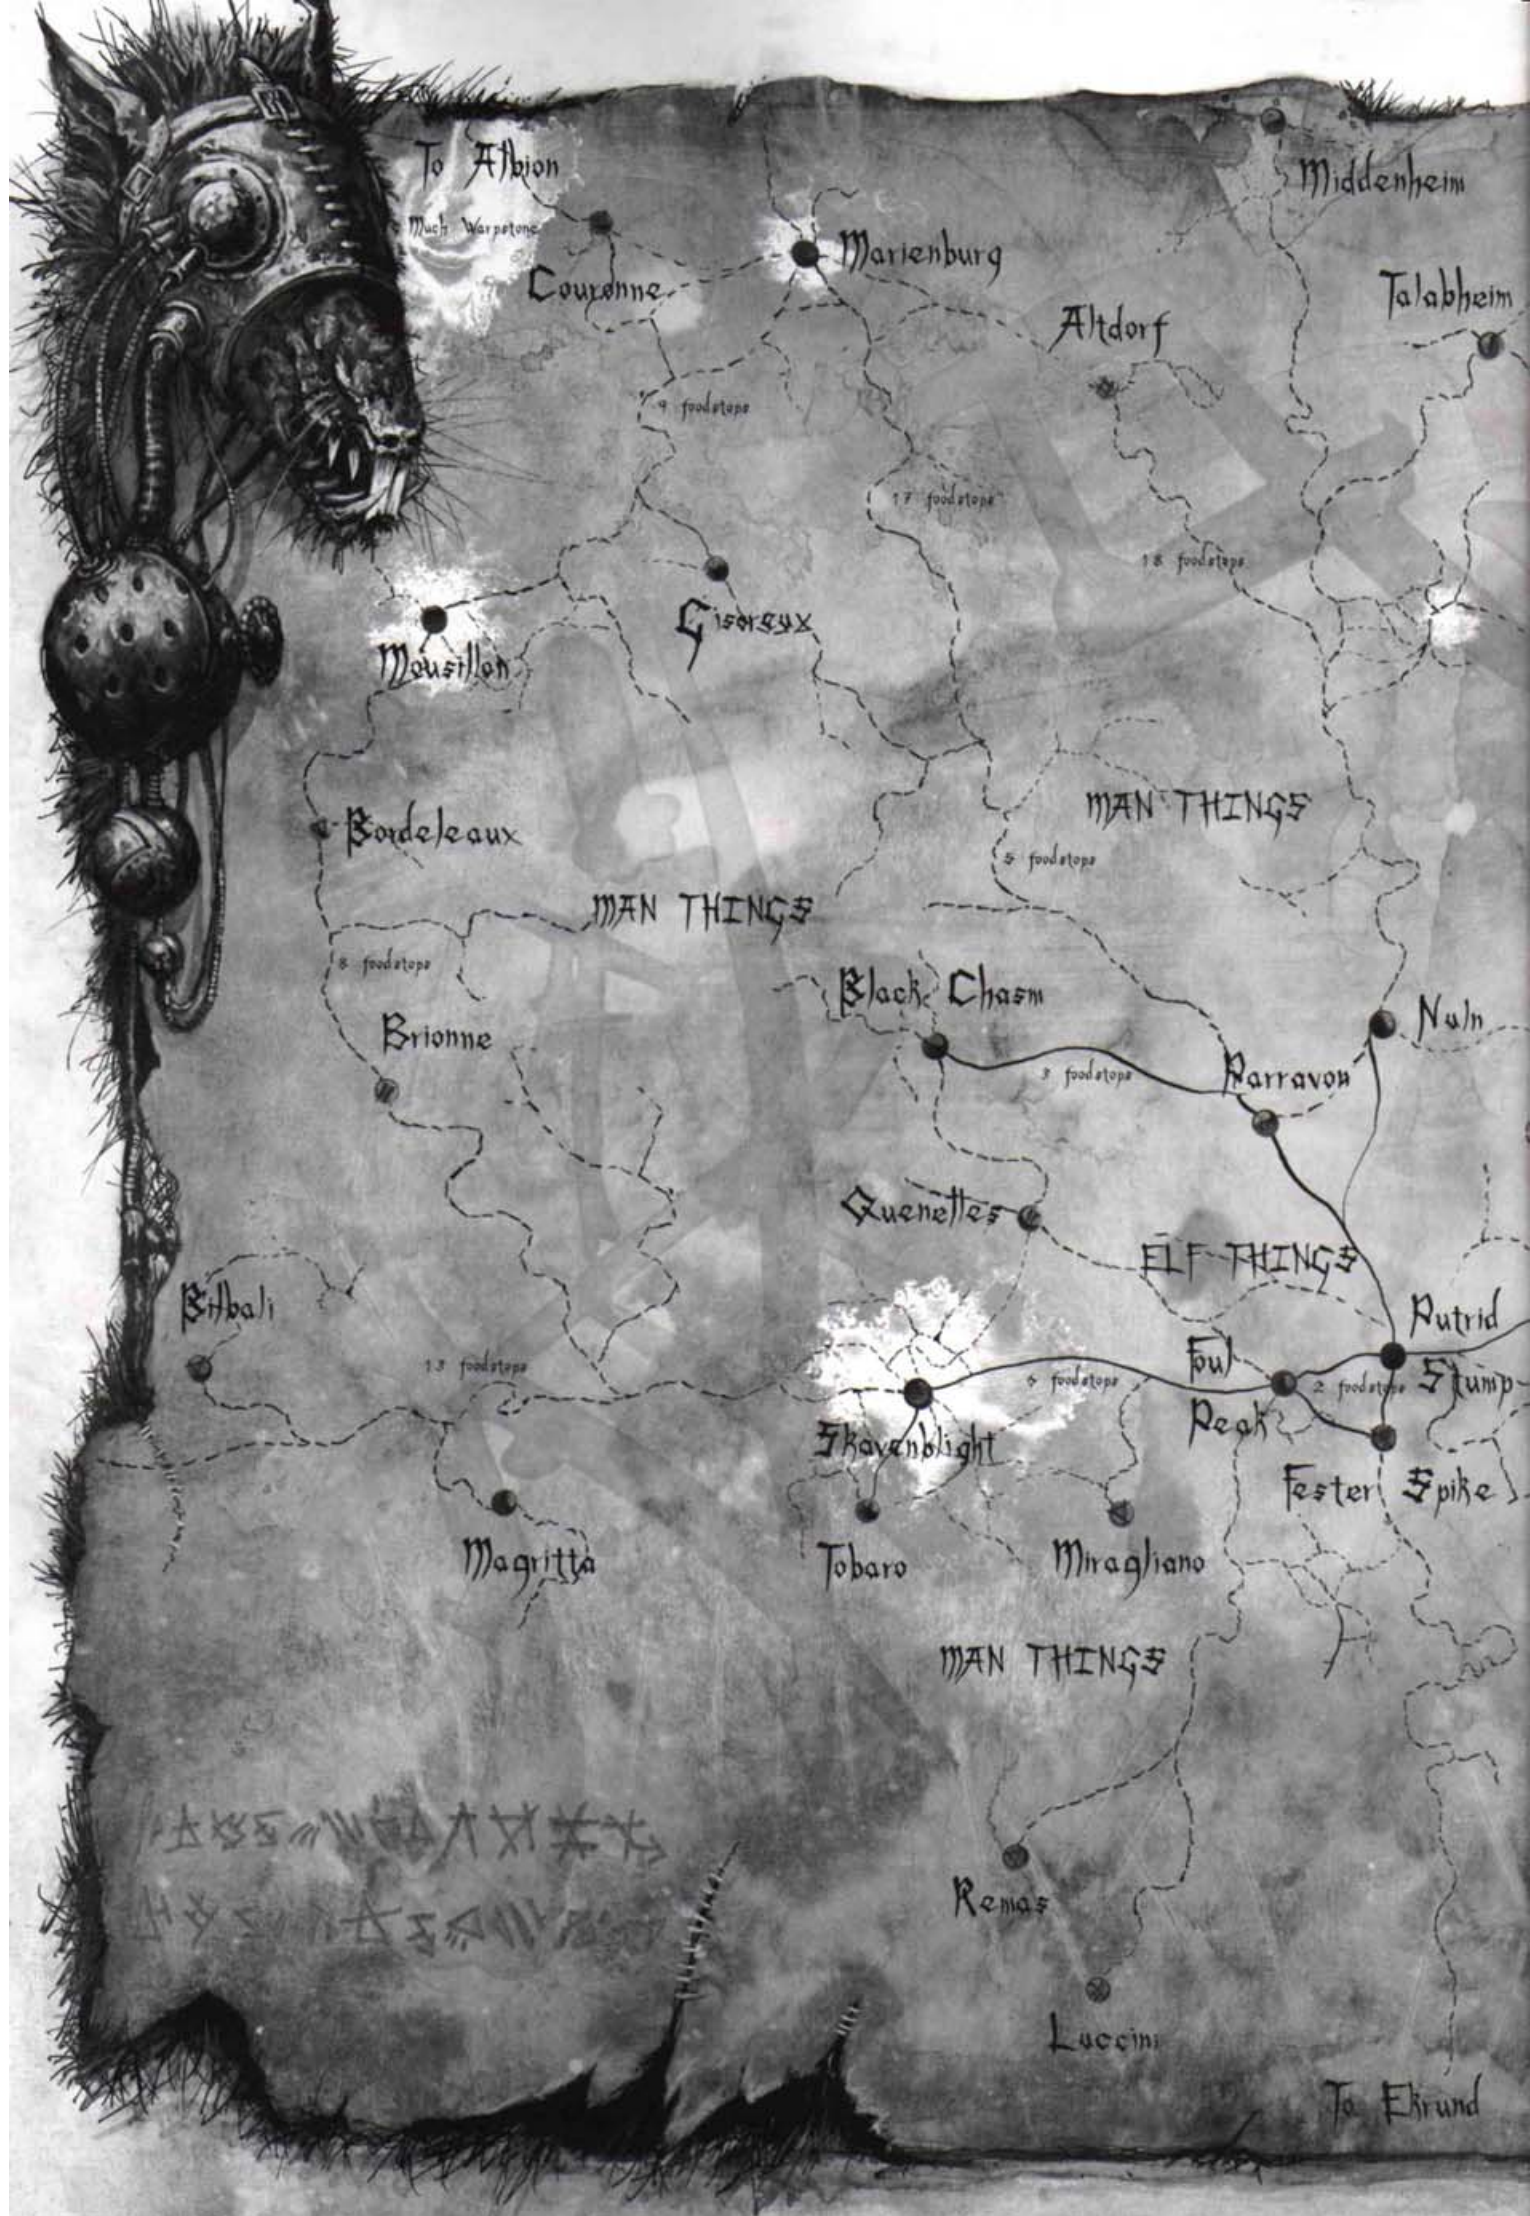 To Albion
Middenheim
Much Warpstone
Marienburg
Couronne
Talabheim
Altdorf
9 foodstops
17 foodstops
18 foodstops
Gisoreux
Mousillon
MAN THINGS
Bordeleaux
5 foodstops
MAN THINGS
8 foodstops
Black Chasm
Nuln
Brionne
3 foodstops
Parravon
Quenelles
ELF THINGS
Bilbali
Putrid
Stump
Foul
Peak
13 foodstops
foodstops
2 foodstops
Skavenblight
Fester Spike
Magritta
Tobaro
Miragliano
MAN THINGS
Remas
Luccini
To Ekrund